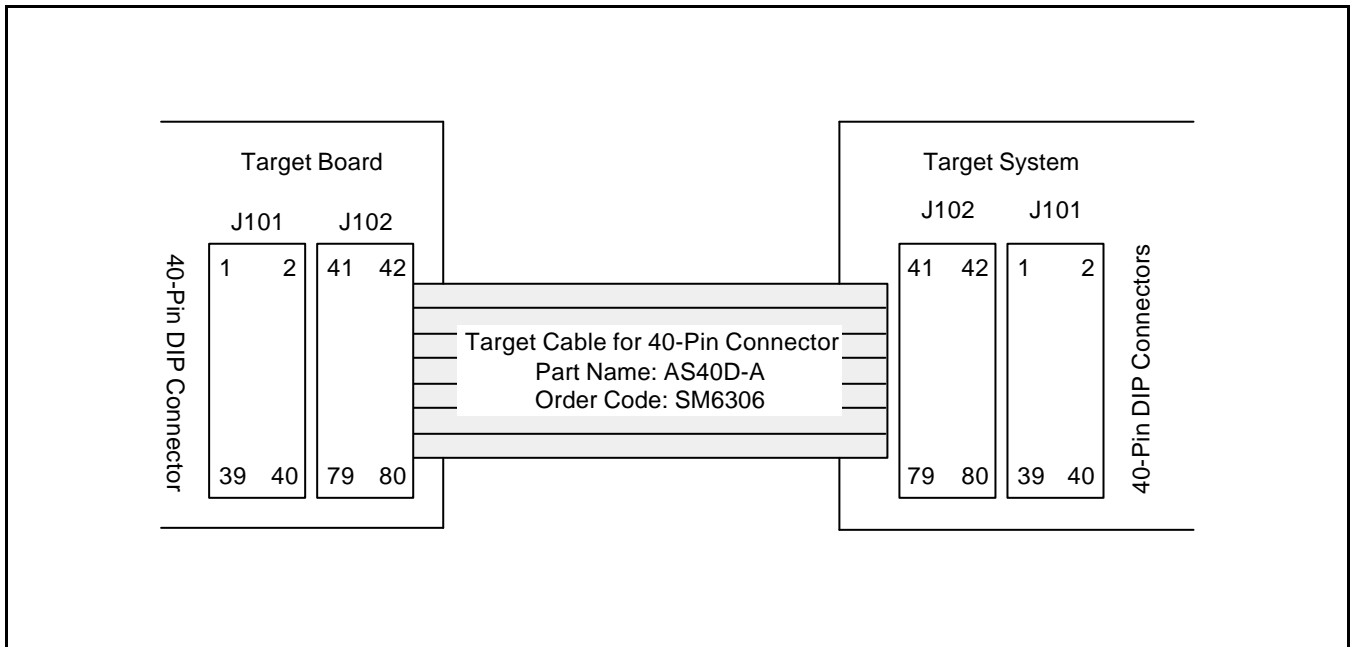 Target Board
J101 J102
40-Pin DIP Connector
1 2 41 42
39 40 79 80
Target Cable for 40-Pin Connector
Part Name: AS40D-A
Order Code: SM6306
Target System
J102 J101
41 42 1 2
79 80 39 40
40-Pin DIP Connectors